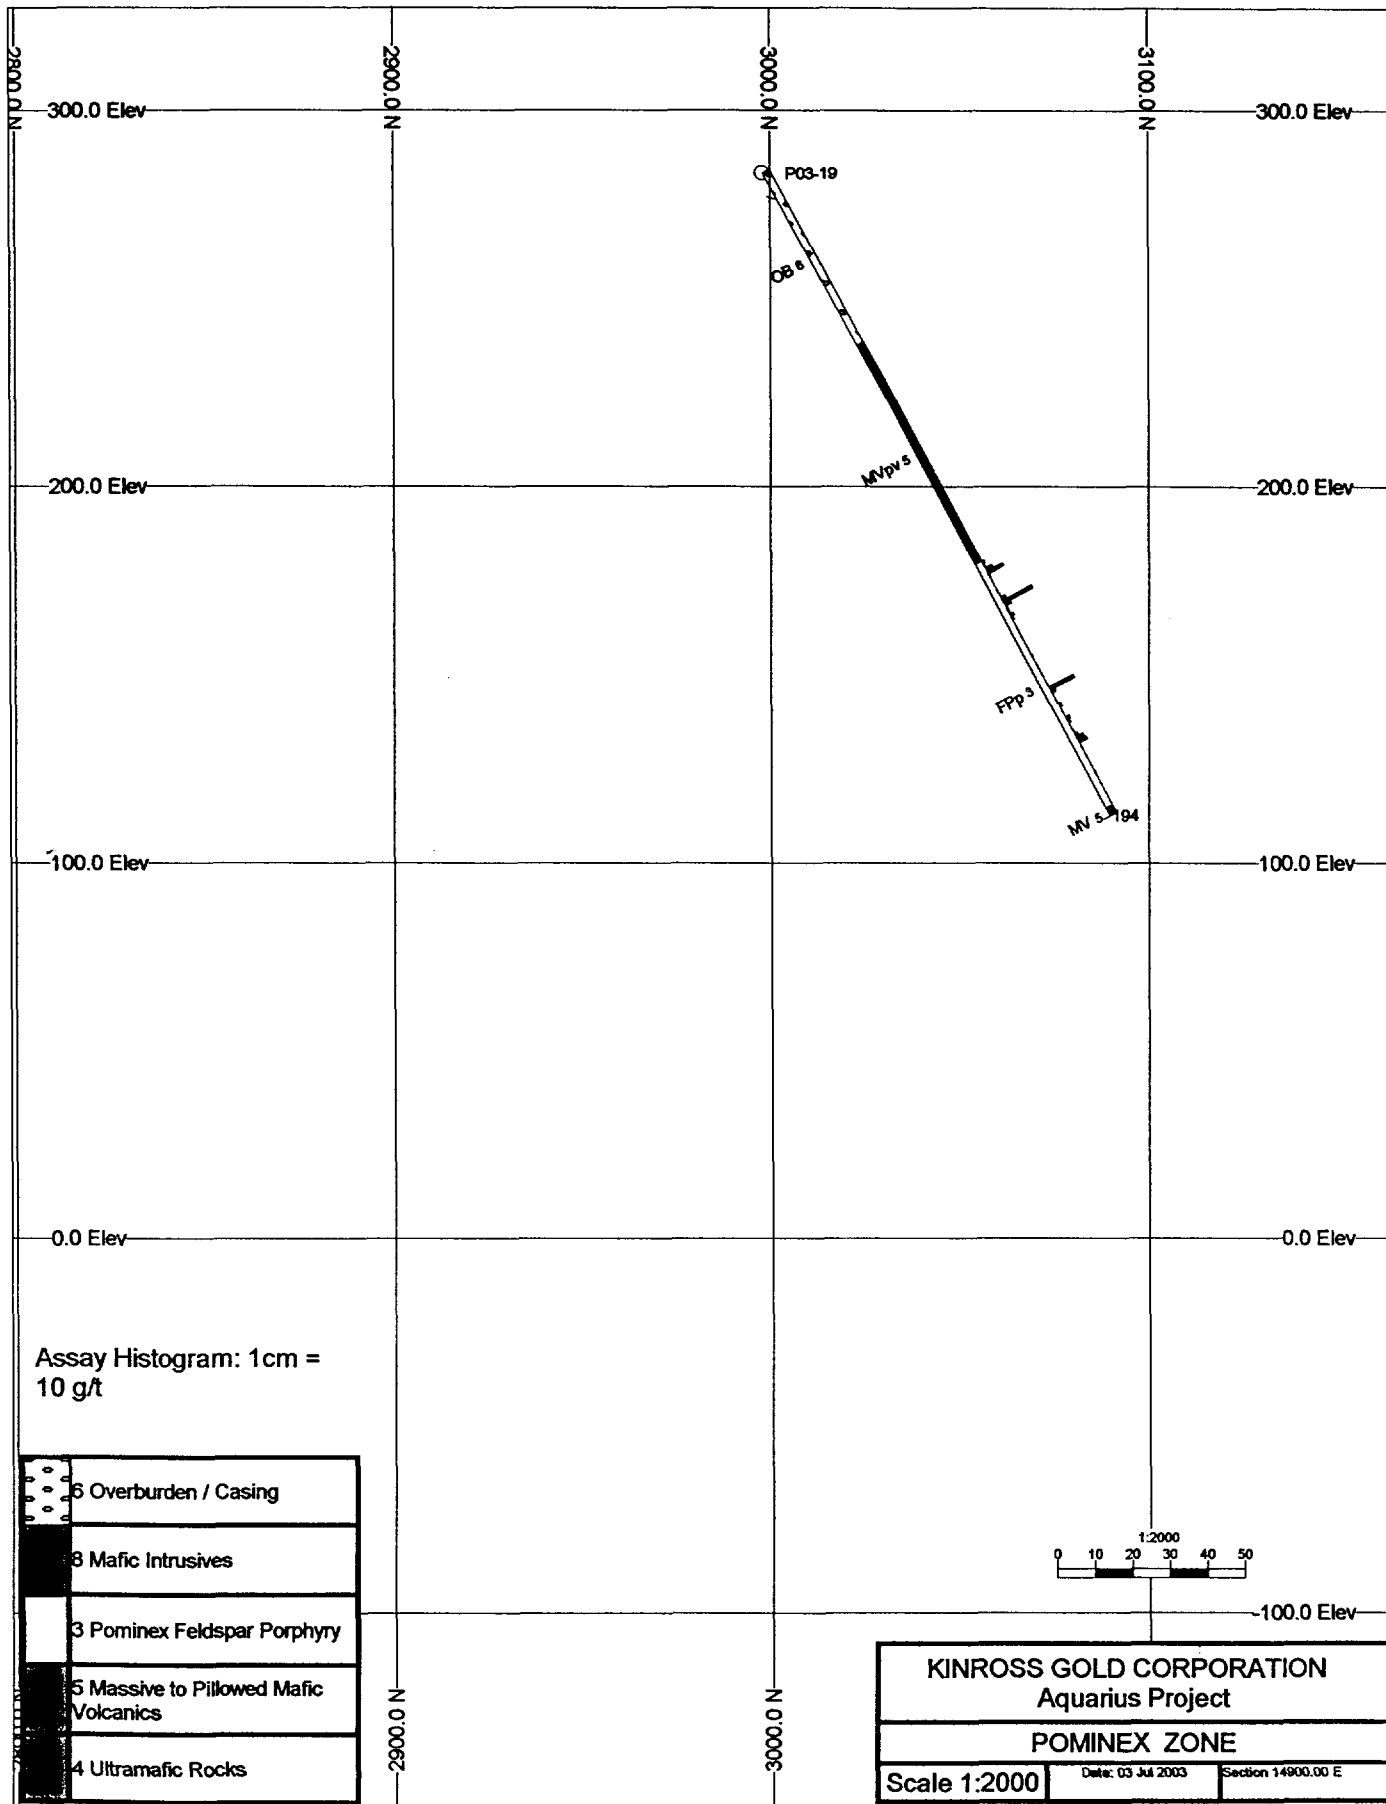 2800.0 N
2900.0 N
3000.0 N
3100.0 N
300.0 Elev
300.0 Elev
P03-19
OB 6
MVpv 5
200.0 Elev
200.0 Elev
FPp 3
MV 5
194
100.0 Elev
100.0 Elev
0.0 Elev
0.0 Elev
Assay Histogram: 1cm =
10 g/t
6 Overburden / Casing
8 Mafic Intrusives
3 Pominex Feldspar Porphyry
5 Massive to Pillowed Mafic
Volcanics
4 Ultramafic Rocks
2800.0 N
2900.0 N
3000.0 N
1:2000
0 10 20 30 40 50
-100.0 Elev
KINROSS GOLD CORPORATION
Aquarius Project
POMINEX ZONE
Scale 1:2000
Date: 03 Jul 2003
Section 14900.00 E